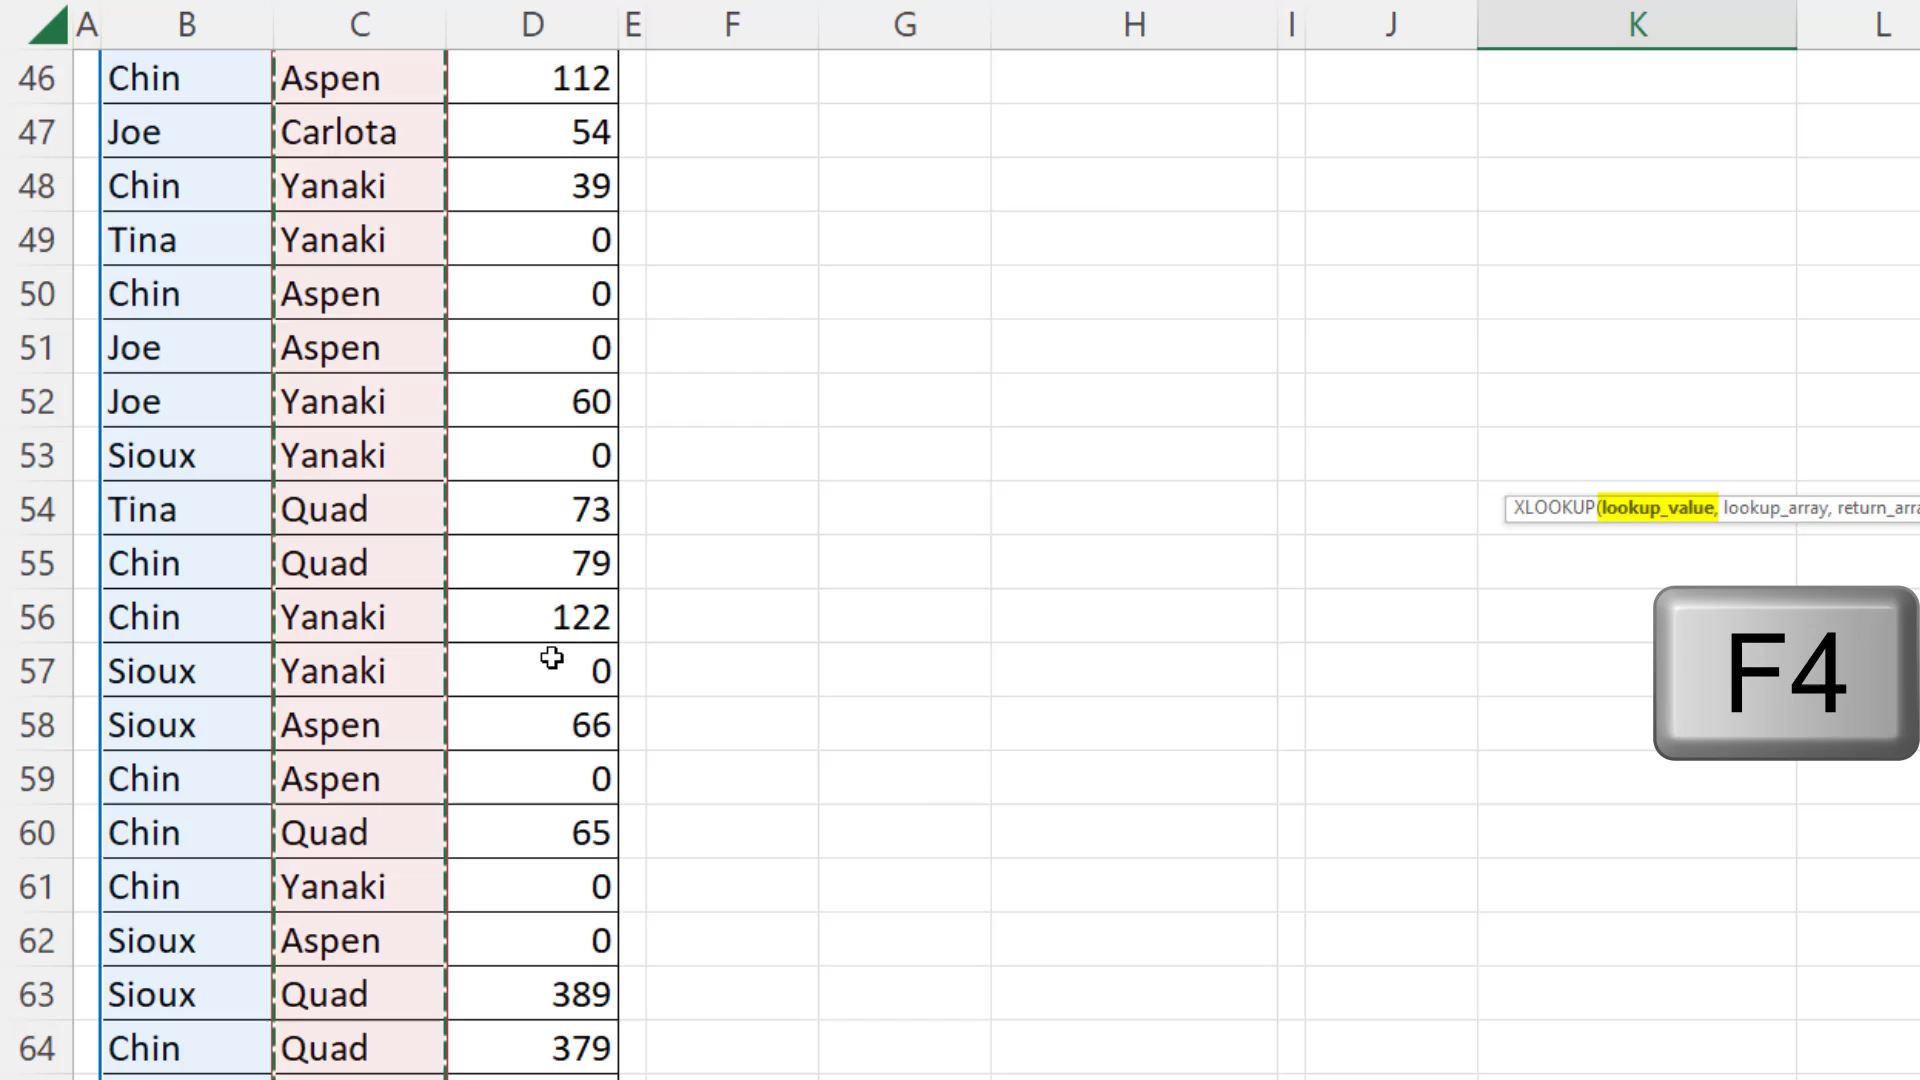 A B C D E F G H I J K L
46 Chin Aspen 112
47 Joe Carlota 54
48 Chin Yanaki 39
49 Tina Yanaki 0
50 Chin Aspen 0
51 Joe Aspen 0
52 Joe Yanaki 60
53 Sioux Yanaki 0
54 Tina Quad 73
XLOOKUP(lookup_value, lookup_array, return_arra
55 Chin Quad 79
56 Chin Yanaki 122
57 Sioux Yanaki 0
F4
58 Sioux Aspen 66
59 Chin Aspen 0
60 Chin Quad 65
61 Chin Yanaki 0
62 Sioux Aspen 0
63 Sioux Quad 389
64 Chin Quad 379